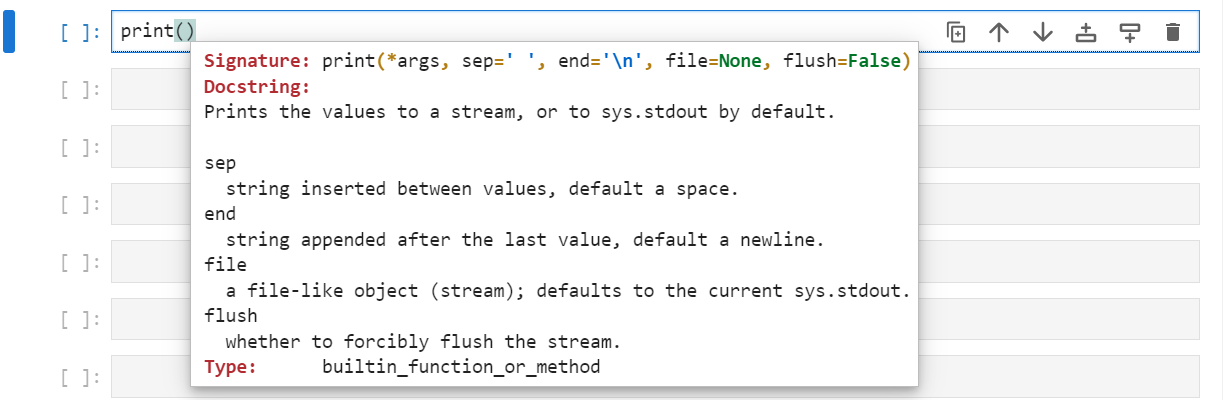 [ ]: print()
Signature: print(*args, sep=' ', end='\n', file=None, flush=False)
[ ]:
Docstring:
Prints the values to a stream, or to sys.stdout by default.
[ ]:
sep
  string inserted between values, default a space.
[ ]:
end
  string appended after the last value, default a newline.
[ ]:
file
  a file-like object (stream); defaults to the current sys.stdout.
[ ]:
flush
  whether to forcibly flush the stream.
[ ]:
Type:      builtin_function_or_method